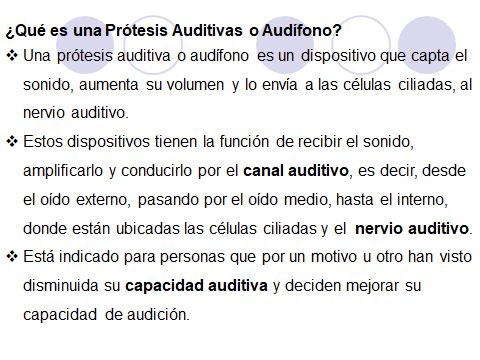 ¿Qué es una Prótesis Auditivas o Audífono?
❖ Una prótesis auditiva o audífono es un dispositivo que capta el
sonido, aumenta su volumen y lo envía a las células ciliadas, al
nervio auditivo.
❖ Estos dispositivos tienen la función de recibir el sonido,
amplificarlo y conducirlo por el canal auditivo, es decir, desde
el oído externo, pasando por el oído medio, hasta el interno,
donde están ubicadas las células ciliadas y el nervio auditivo.
❖ Está indicado para personas que por un motivo u otro han visto
disminuida su capacidad auditiva y deciden mejorar su
capacidad de audición.